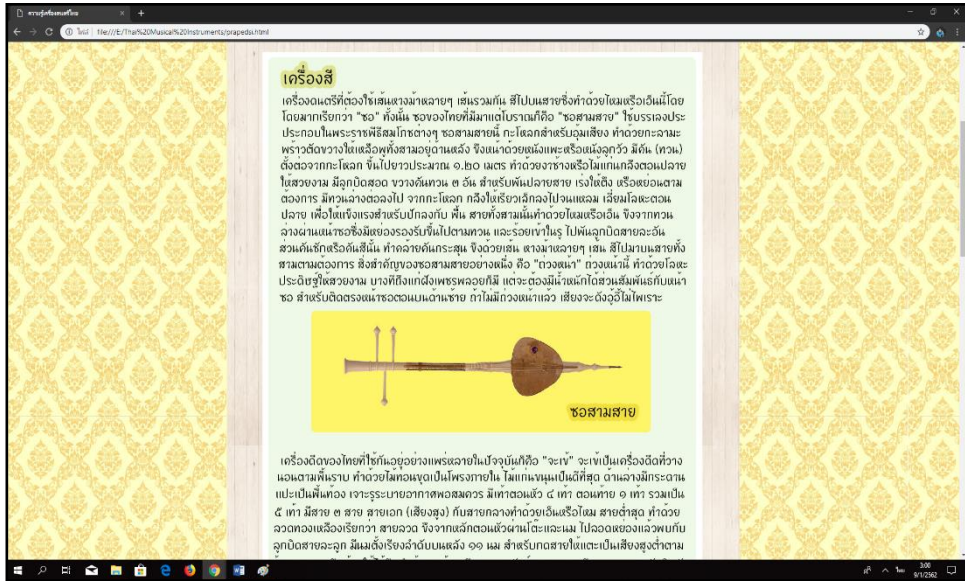 ความรู้เครื่องดนตรีไทย
ไฟล์ | file:///E:/Thai%20Musical%20Instruments/prapedsi.html
เครื่องสี
เครื่องดนตรีที่ต้องใช้เส้นหางม้าหลายๆ เส้นรวมกัน สีไปบนสายซึ่งทำด้วยไหมหรือเอ็นนี้โดย
โดยมากเรียกว่า "ซอ" ทั้งนั้น ซอของไทยที่มีมาแต่โบราณก็คือ "ซอสามสาย" ใช้บรรเลงประ
ประกอบในพระราชพิธีสมโภชต่างๆ ซอสามสายนี้ กะโหลกสำหรับอุ้มเสียง ทำด้วยกะลามะ
พร้าวตัดขวางให้เหลือพูทั้งสามอยู่ด้านหลัง ขึงหน้าด้วยหนังแพะหรือหนังลูกวัว มีคัน (ทวน)
ตั้งต่อจากกะโหลก ขึ้นไปยาวประมาณ ๑.๒๐ เมตร ทำด้วยงาช้างหรือไม้แก่นกลึงตอนปลาย
ให้สวยงาม มีลูกบิดสอด ขวางคันทวน ๓ อัน สำหรับพันปลายสาย เร่งให้ตึง หรือหย่อนตาม
ต้องการ มีทวนล่างต่อลงไป จากกะโหลก กลึงให้เรียวเล็กลงไปจนแหลม เลี่ยมโลหะตอน
ปลาย เพื่อให้แข็งแรงสำหรับปักลงกับ พื้น สายทั้งสามนั้นทำด้วยไหมหรือเอ็น ขึงจากทวน
ล่างผ่านหน้าซอซึ่งมีหย่องรองรับขึ้นไปตามทวน และร้อยเข้าในรู ไปพันลูกบิดสายละอัน
ส่วนคันชักหรือคันสีนั้น ทำคล้ายคันกระสุน ขึงด้วยเส้น หางม้าหลายๆ เส้น สีไปมาบนสายทั้ง
สามตามต้องการ สิ่งสำคัญของซอสามสายอย่างหนึ่ง คือ "ถ่วงหน้า" ถ่วงหน้านี้ ทำด้วยโลหะ
ประดิษฐ์ให้สวยงาม บางทีถึงแก่ฝังเพชรพลอยก็มี แต่จะต้องมีน้ำหนักได้ส่วนสัมพันธ์กับหน้า
ซอ สำหรับติดตรงหน้าซอตอนบนด้านซ้าย ถ้าไม่มีถ่วงหน้าแล้ว เสียงจะดังอู้อี้ไม่ไพเราะ
ซอสามสาย
เครื่องดีดของไทยที่ใช้กันอยู่อย่างแพร่หลายในปัจจุบันก็คือ "จะเข้" จะเข้เป็นเครื่องดีดที่วาง
นอนตามพื้นราบ ทำด้วยไม้ท่อนขุดเป็นโพรงภายใน ไม้แก่นขนุนเป็นดีที่สุด ด้านล่างมีกระดาน
แปะเป็นพื้นท้อง เจาะรูระบายอากาศพอสมควร มีเท้าตอนหัว ๔ เท้า ตอนท้าย ๑ เท้า รวมเป็น
๕ เท้า มีสาย ๓ สาย สายเอก (เสียงสูง) กับสายกลางทำด้วยเอ็นหรือไหม สายต่ำสุด ทำด้วย
ลวดทองเหลืองเรียกว่า สายลวด ขึงจากหลักตอนหัวผ่านโต๊ะและนม ไปลอดหย่องแล้วพบกับ
ลูกบิดสายละลูก มีนมตั้งเรียงลำดับบนหลัง ๑๑ นม สำหรับกดสายให้แตะเป็นเสียงสูงต่ำตาม
ไทย
3:00
9/1/2562